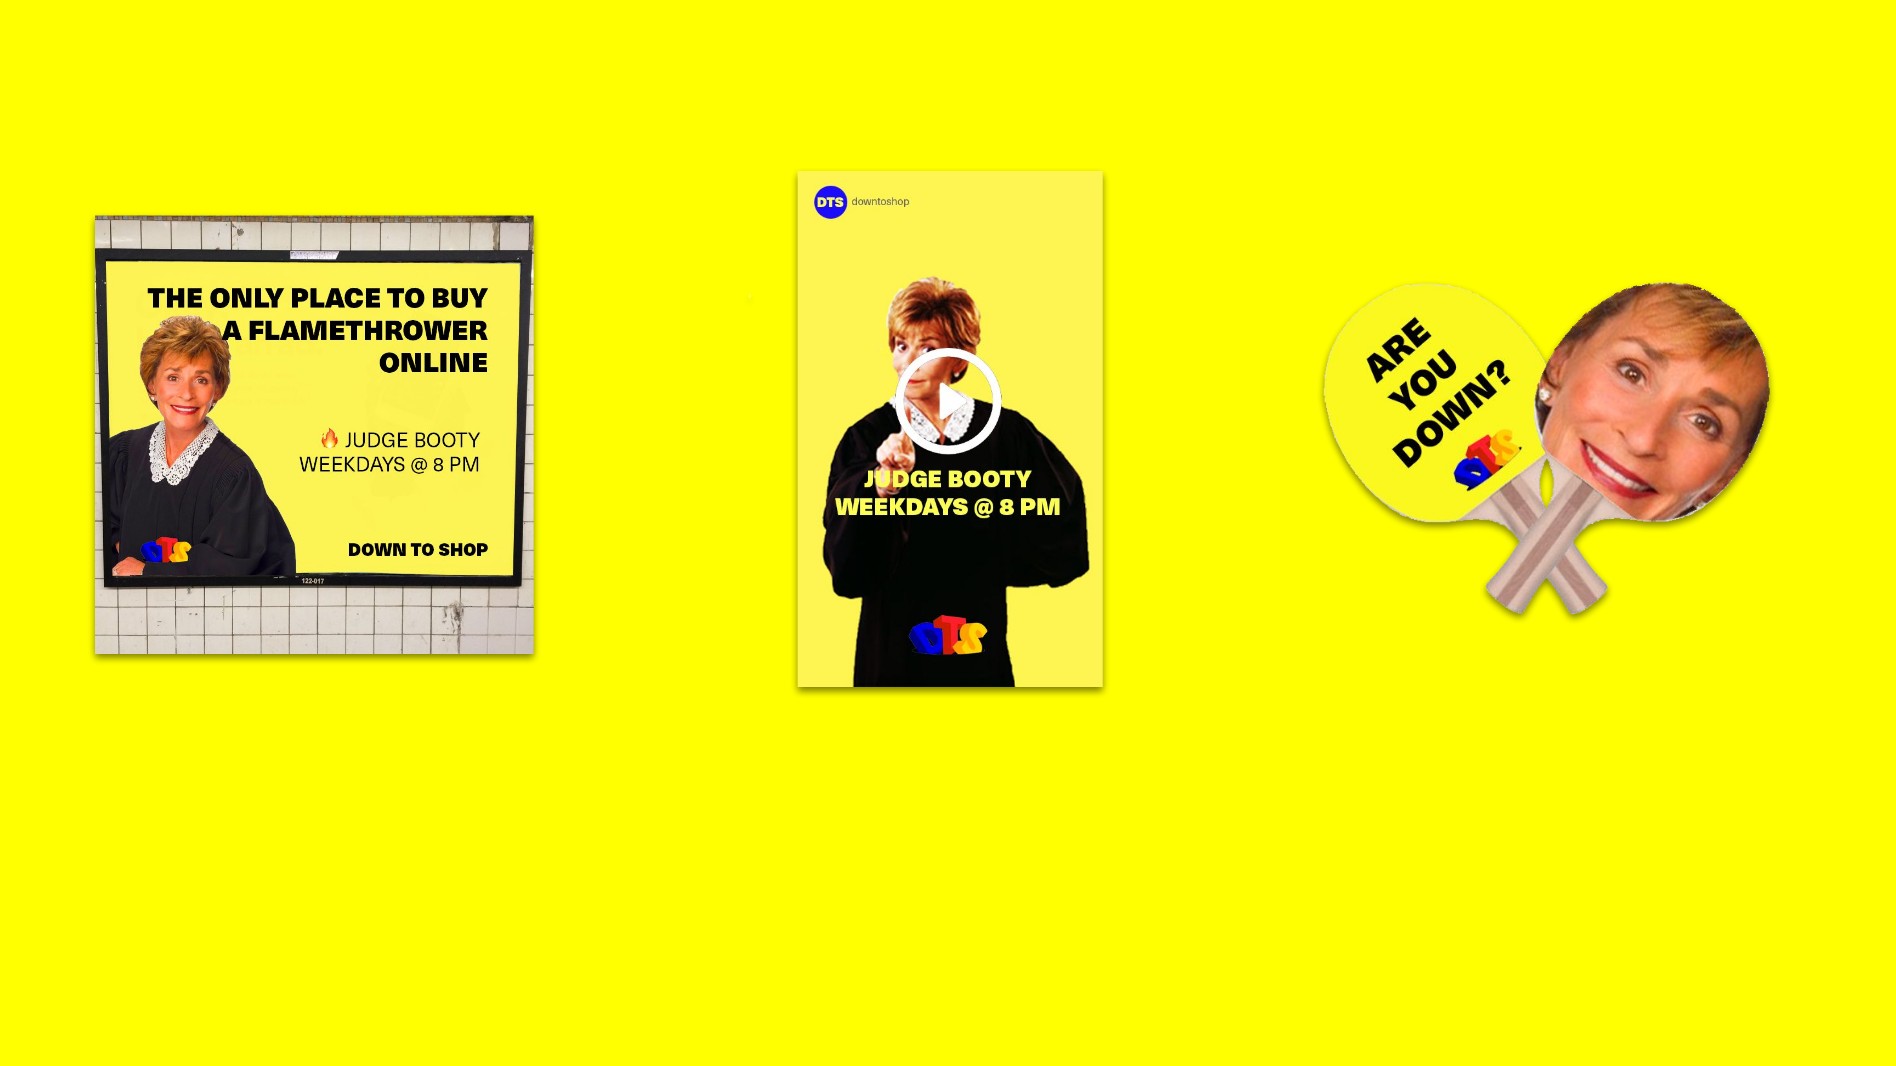 THE ONLY PLACE TO BUY
A FLAMETHROWER
ONLINE
🔥 JUDGE BOOTY
WEEKDAYS @ 8 PM
DTS
DOWN TO SHOP
122-017
DTS downtoshop
JUDGE BOOTY
WEEKDAYS @ 8 PM
DTS
ARE
YOU
DOWN?
DTS